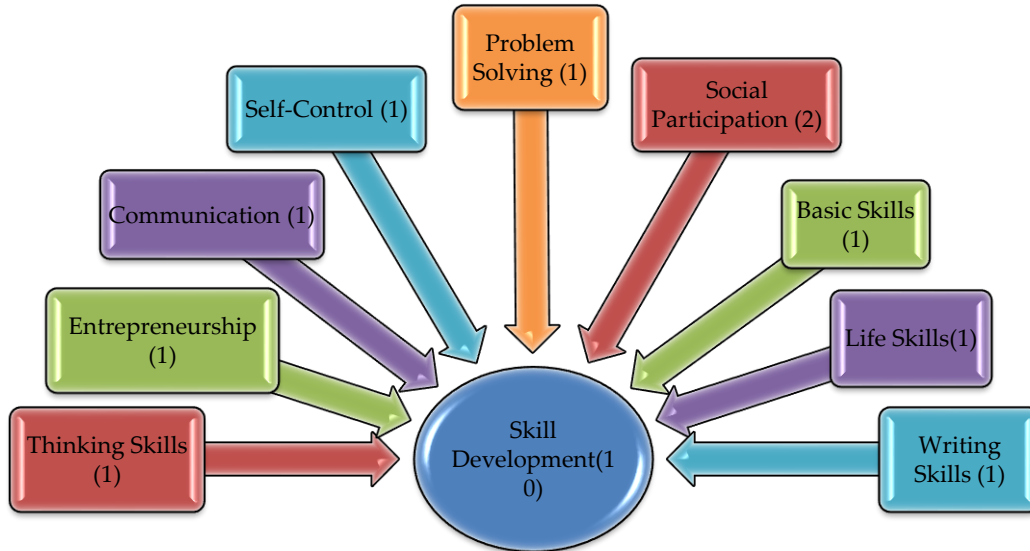 Problem
Solving (1)
Self-Control (1)
Social
Participation (2)
Communication (1)
Basic Skills
(1)
Entrepreneurship
(1)
Life Skills(1)
Thinking Skills
(1)
Skill
Development(1
0)
Writing
Skills (1)